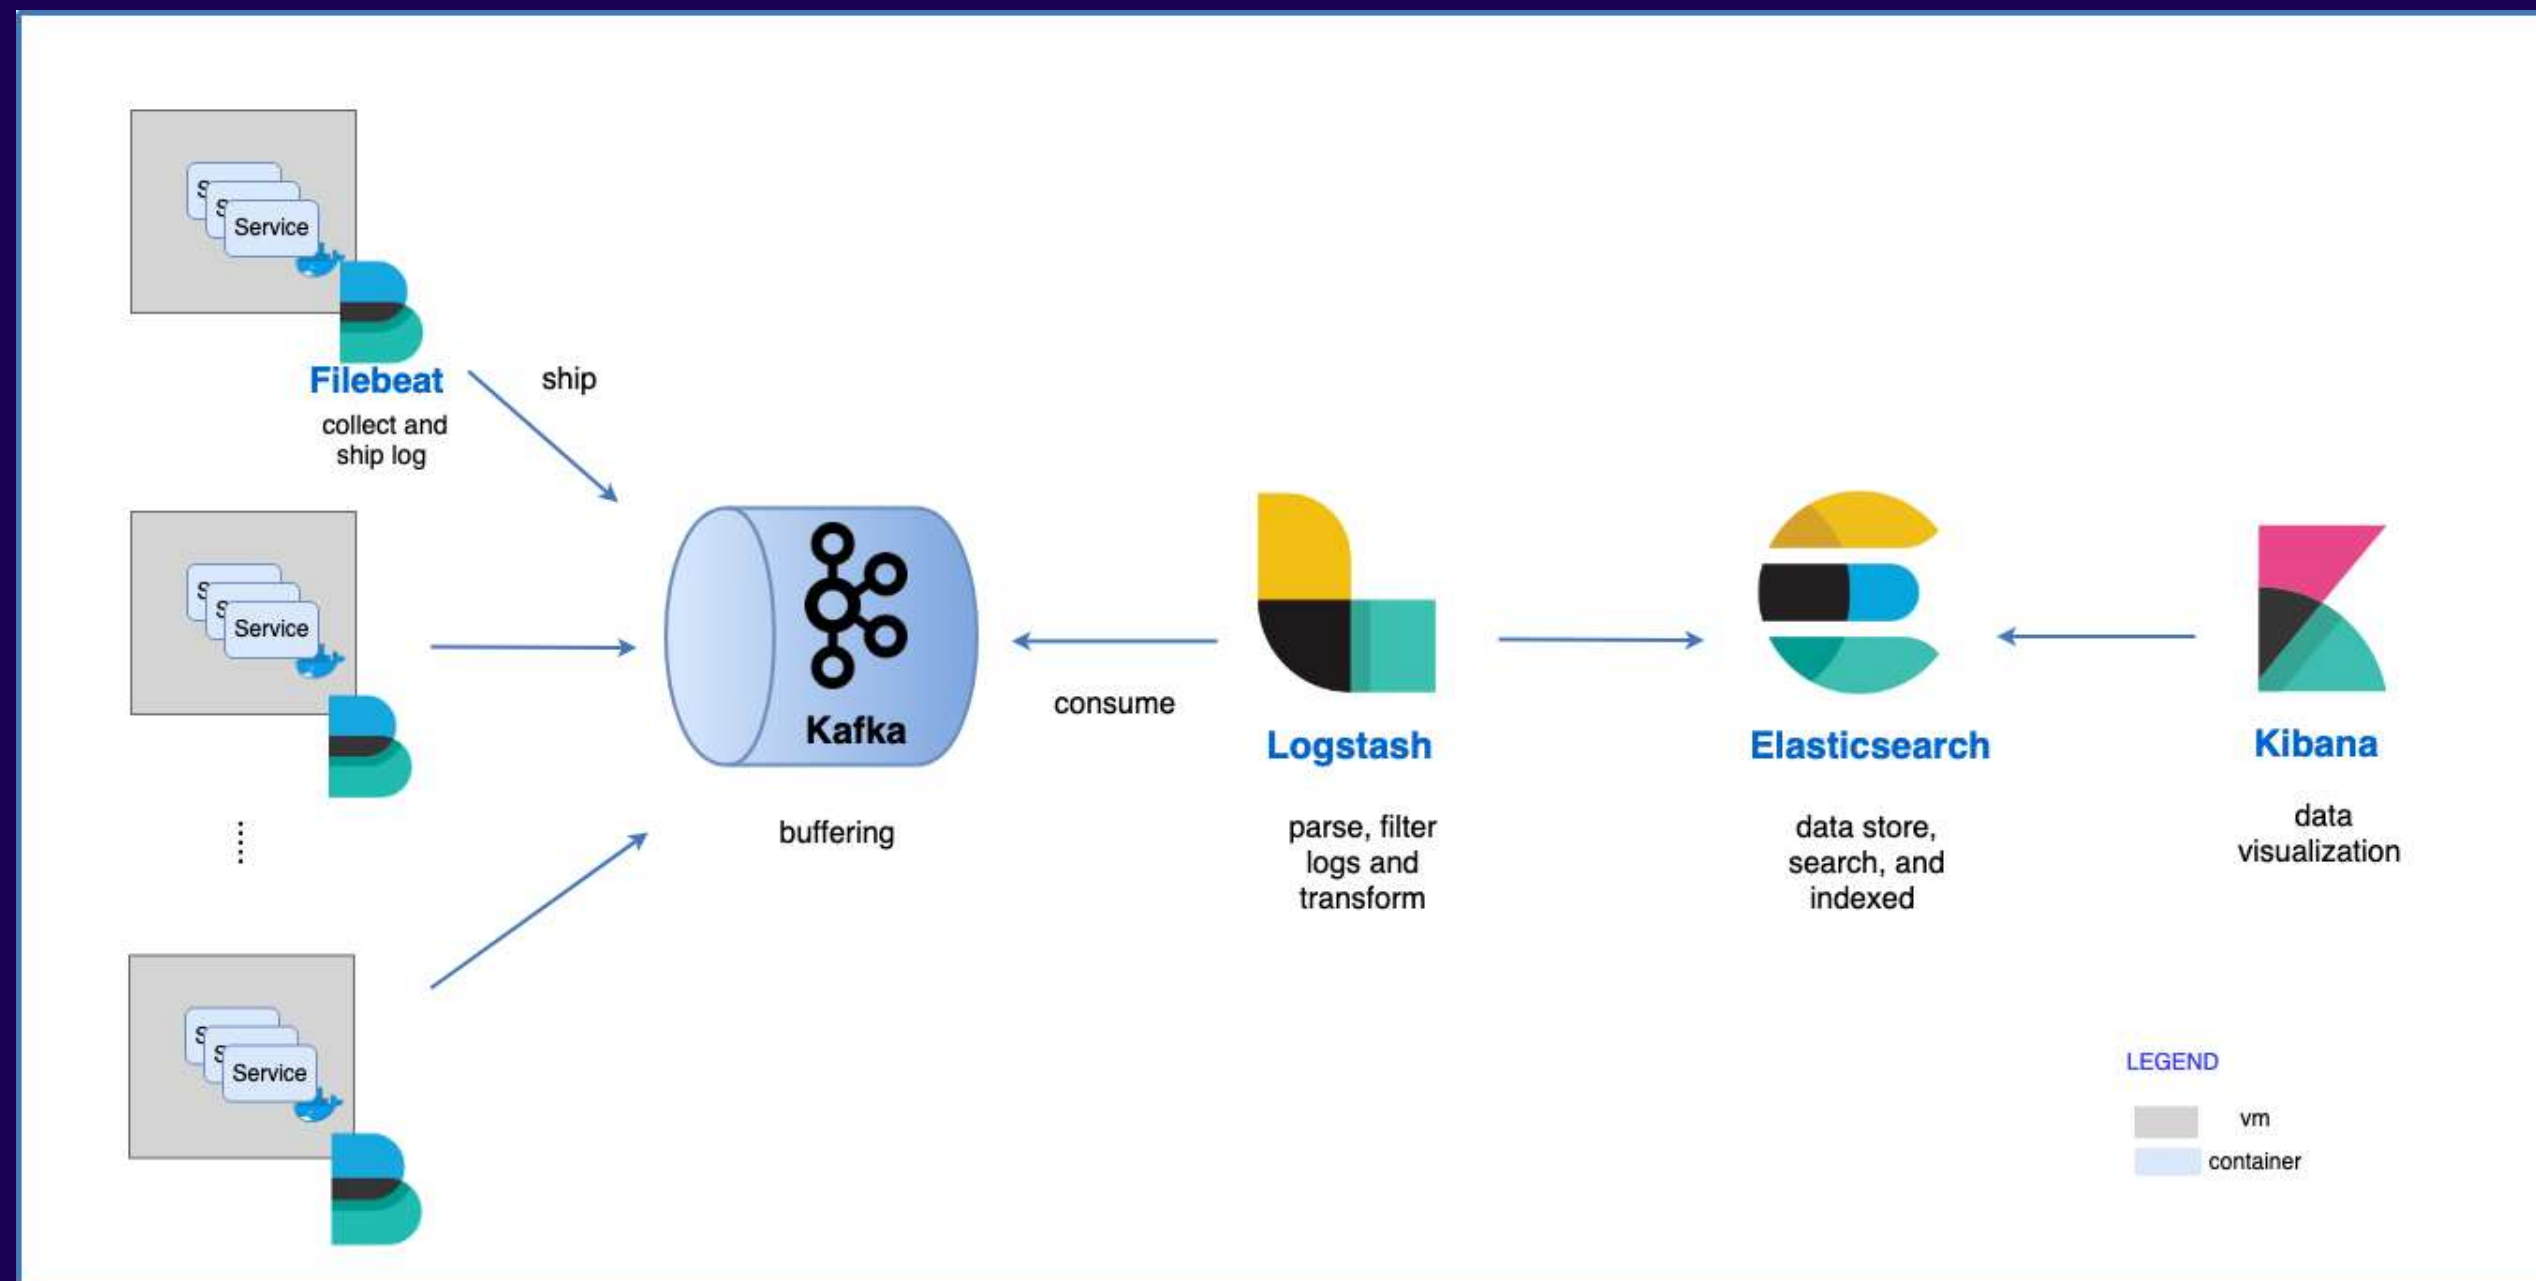 S
S
Service
Filebeat
collect and
ship log
ship
S
S
Service
S
S
Service
Kafka
buffering
consume
Logstash
parse, filter
logs and
transform
Elasticsearch
data store,
search, and
indexed
Kibana
data
visualization
LEGEND
vm
container